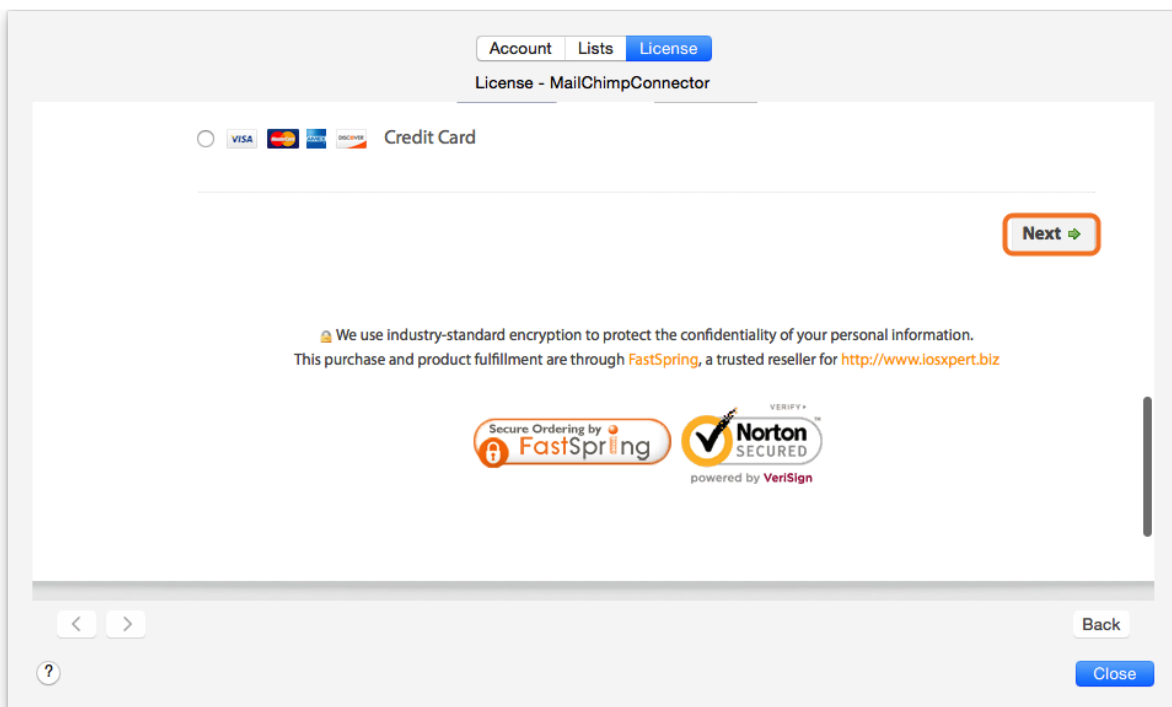 Account Lists License
License - MailChimpConnector
VISA MasterCard DISCOVER Credit Card
Next
We use industry-standard encryption to protect the confidentiality of your personal information.
This purchase and product fulfillment are through FastSpring, a trusted reseller for http://www.iosxpert.biz
VERIFY
Secure Ordering by
FastSpring
Norton
SECURED
powered by VeriSign
< >
Back
?
Close